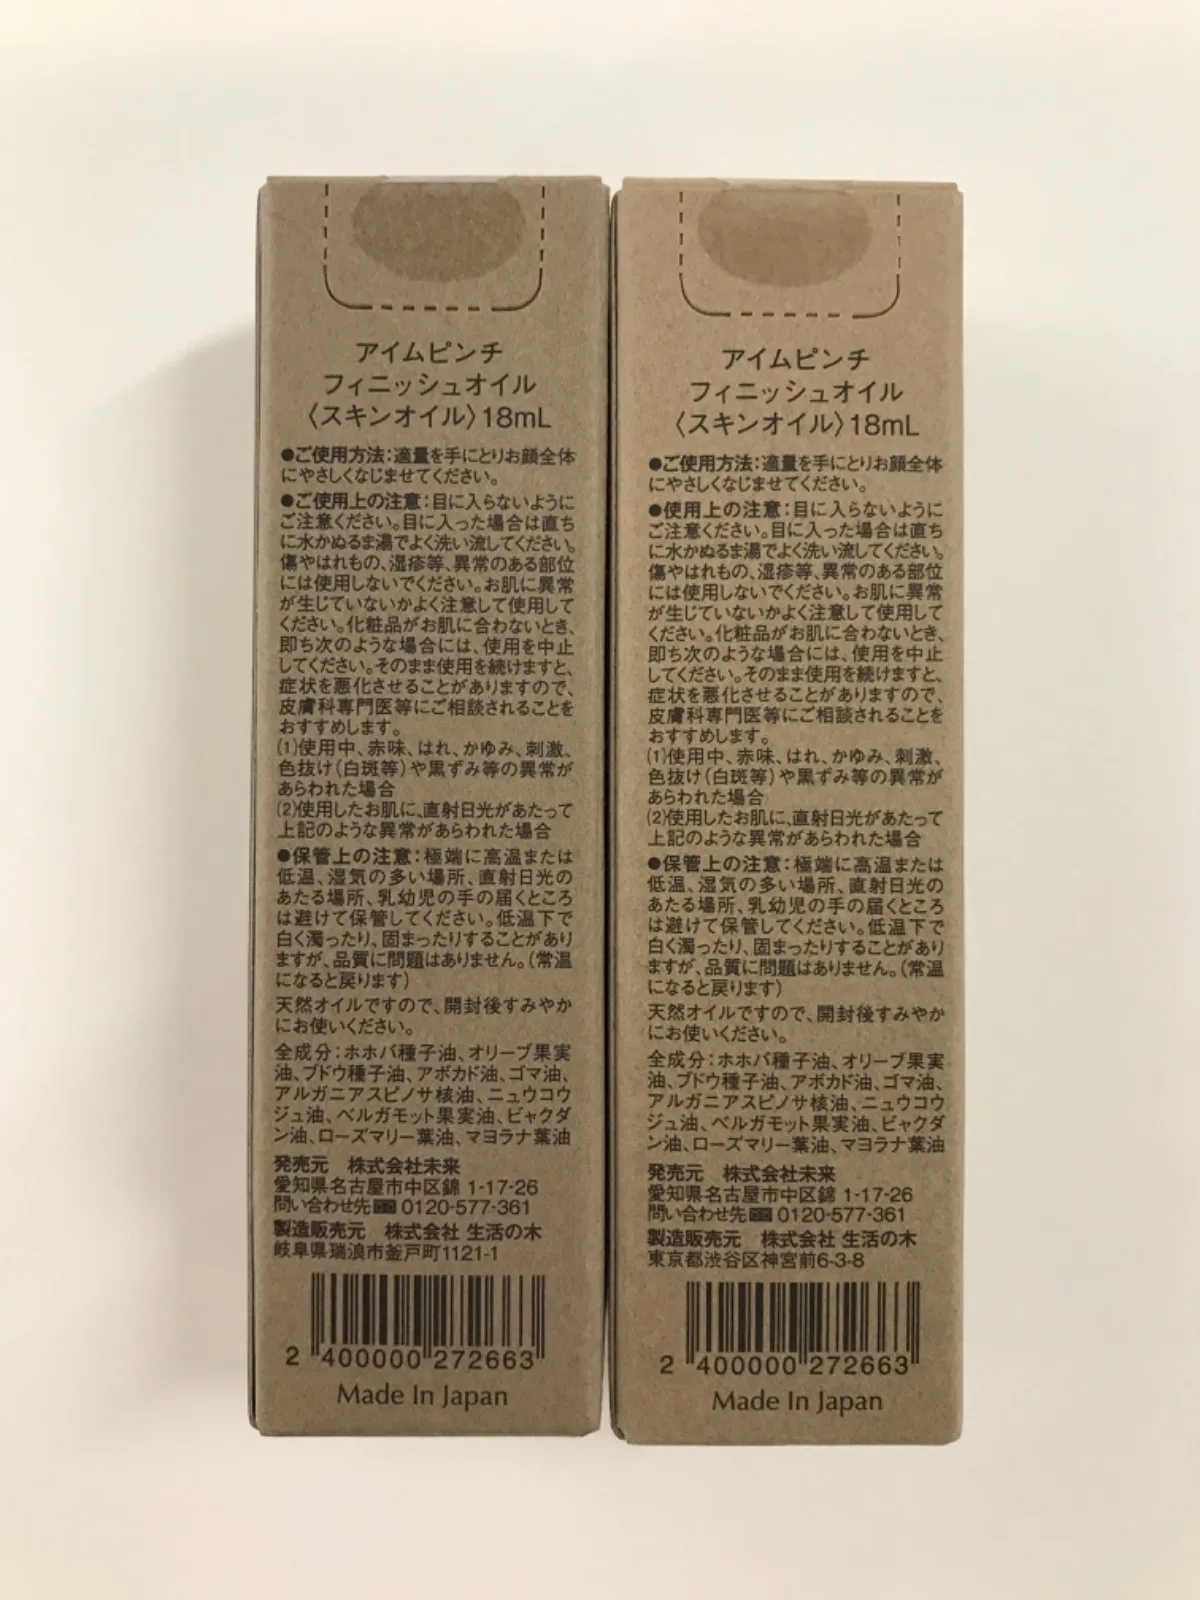 アイムピンチ
フィニッシュオイル
〈スキンオイル〉18mL
●ご使用方法：適量を手にとりお顔全体
にやさしくなじませてください。
●ご使用上の注意：目に入らないように
ご注意ください。目に入った場合は直ち
に水かぬるま湯でよく洗い流してください。
傷やはれもの、湿疹等、異常のある部位
には使用しないでください。お肌に異常
が生じていないかよく注意して使用して
ください。化粧品がお肌に合わないとき、
即ち次のような場合には、使用を中止
してください。そのまま使用を続けますと、
症状を悪化させることがありますので、
皮膚科専門医等にご相談されることを
おすすめします。
(1)使用中、赤味、はれ、かゆみ、刺激、
色抜け（白斑等）や黒ずみ等の異常が
あらわれた場合
(2)使用したお肌に、直射日光があたって
上記のような異常があらわれた場合
●保管上の注意：極端に高温または
低温、湿気の多い場所、直射日光の
あたる場所、乳幼児の手の届くところ
は避けて保管してください。低温下で
白く濁ったり、固まったりすることがあり
ますが、品質に問題はありません。（常温
になると戻ります）
天然オイルですので、開封後すみやか
にお使いください。
全成分：ホホバ種子油、オリーブ果実
油、ブドウ種子油、アボカド油、ゴマ油、
アルガニアスピノサ核油、ニュウコウ
ジュ油、ベルガモット果実油、ビャクダ
ン油、ローズマリー葉油、マヨラナ葉油
発売元　株式会社未来
愛知県名古屋市中区錦 1-17-26
問い合わせ先 0120-577-361
製造販売元　株式会社 生活の木
岐阜県瑞浪市釜戸町1121-1
2 400000 272663
Made In Japan
アイムピンチ
フィニッシュオイル
〈スキンオイル〉18mL
●ご使用方法：適量を手にとりお顔全体
にやさしくなじませてください。
●使用上の注意：目に入らないように
ご注意ください。目に入った場合は直ち
に水かぬるま湯でよく洗い流してください。
傷やはれもの、湿疹等、異常のある部位
には使用しないでください。お肌に異常
が生じていないかよく注意して使用して
ください。化粧品がお肌に合わないとき、
即ち次のような場合には、使用を中止
してください。そのまま使用を続けますと、
症状を悪化させることがありますので、
皮膚科専門医等にご相談されることを
おすすめします。
(1)使用中、赤味、はれ、かゆみ、刺激、
色抜け（白斑等）や黒ずみ等の異常が
あらわれた場合
(2)使用したお肌に、直射日光があたって
上記のような異常があらわれた場合
●保管上の注意：極端に高温または
低温、湿気の多い場所、直射日光の
あたる場所、乳幼児の手の届くところ
は避けて保管してください。低温下で
白く濁ったり、固まったりすることがあり
ますが、品質に問題はありません。（常温
になると戻ります）
天然オイルですので、開封後すみやか
にお使いください。
全成分：ホホバ種子油、オリーブ果実
油、ブドウ種子油、アボカド油、ゴマ油、
アルガニアスピノサ核油、ニュウコウ
ジュ油、ベルガモット果実油、ビャクダ
ン油、ローズマリー葉油、マヨラナ葉油
発売元　株式会社未来
愛知県名古屋市中区錦 1-17-26
問い合わせ先 0120-577-361
製造販売元　株式会社 生活の木
東京都渋谷区神宮前6-3-8
2 400000 272663
Made In Japan